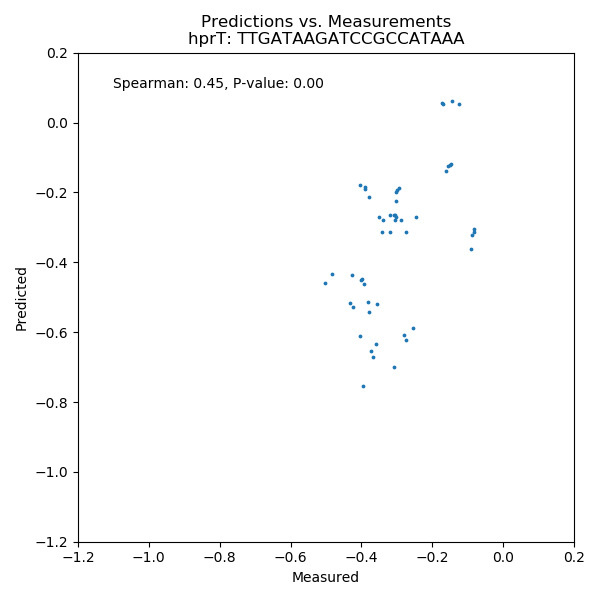 Predictions vs. Measurements
hprT: TTGATAAGATCCGCCATAAA
Spearman: 0.45, P-value: 0.00
0.2
0.0
−0.2
−0.4
−0.6
−0.8
−1.0
−1.2
Predicted
−1.2 −1.0 −0.8 −0.6 −0.4 −0.2 0.0 0.2
Measured